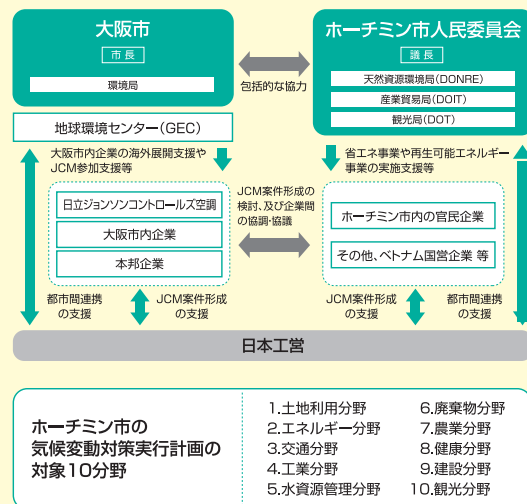 大阪市
市長
環境局
地球環境センター(GEC)
包括的な協力
ホーチミン市人民委員会
議長
天然資源環境局(DONRE)
産業貿易局(DOIT)
観光局(DOT)
大阪市内企業の海外展開支援や
JCM参加支援等
省エネ事業や再生可能エネルギー
事業の実施支援等
日立ジョンソンコントロールズ空調
大阪市内企業
本邦企業
JCM案件形成の
検討、及び企業間
の協調・協議
ホーチミン市内の官民企業
その他、ベトナム国営企業 等
都市間連携
の支援
JCM案件形成
の支援
JCM案件形成
の支援
都市間連携
の支援
日本工営
ホーチミン市の
気候変動対策実行計画の
対象10分野
1.土地利用分野
2.エネルギー分野
3.交通分野
4.工業分野
5.水資源管理分野
6.廃棄物分野
7.農業分野
8.健康分野
9.建設分野
10.観光分野